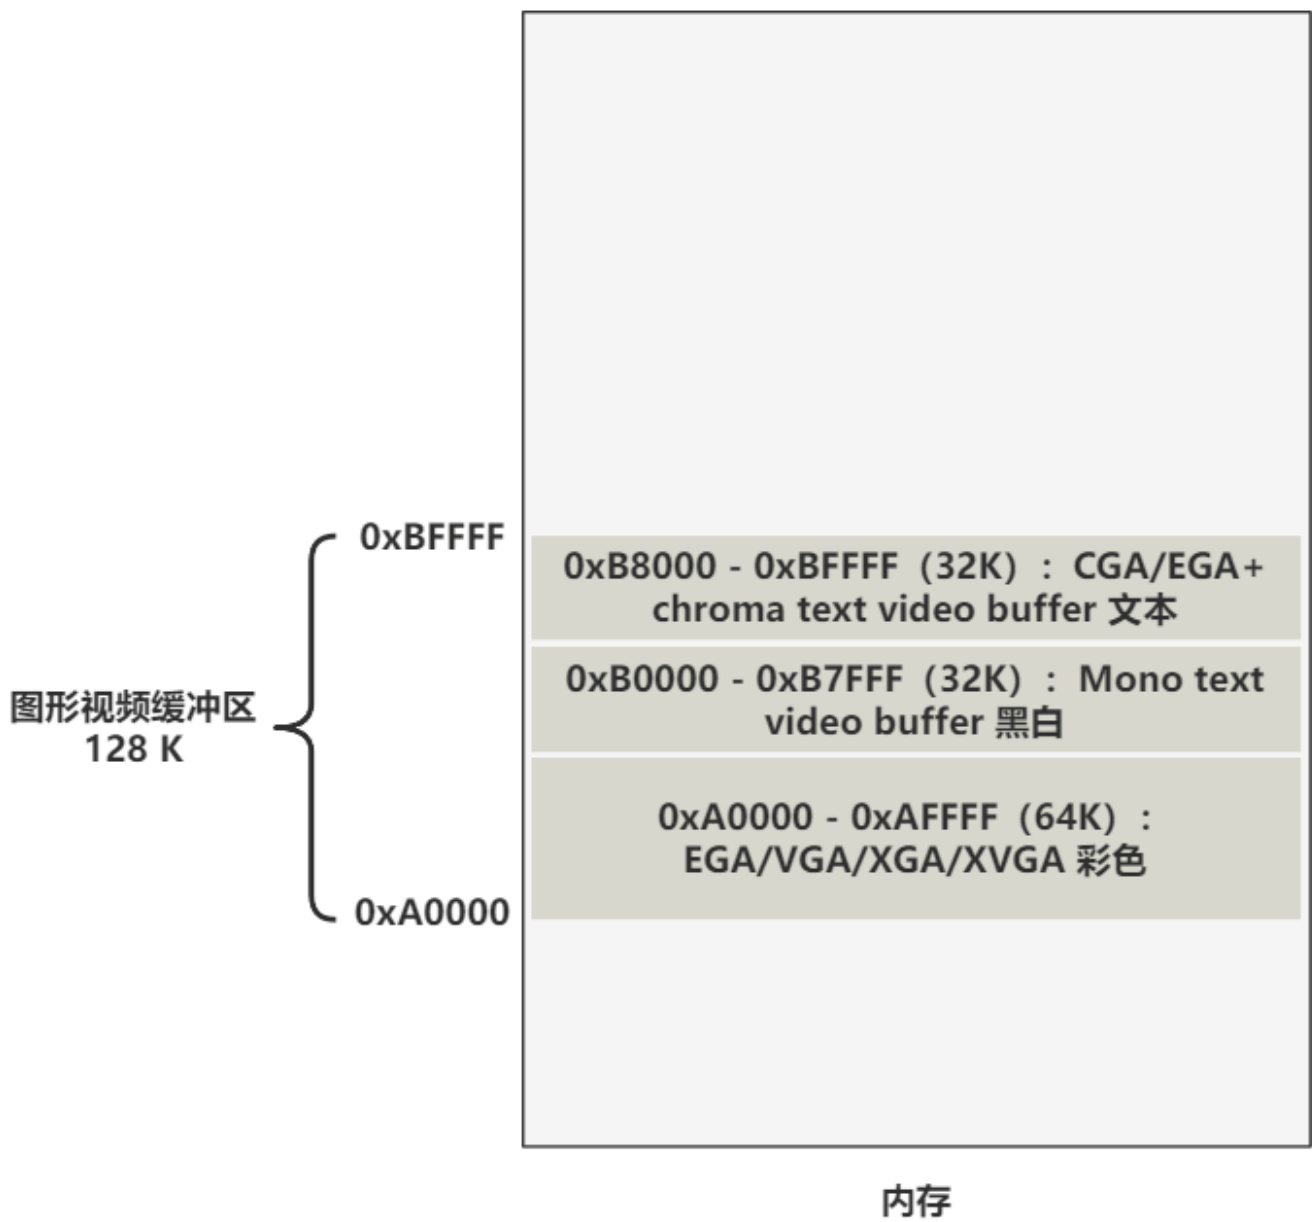 0xBFFFF
0xB8000 - 0xBFFFF（32K）：CGA/EGA+
chroma text video buffer 文本
0xB0000 - 0xB7FFF（32K）：Mono text
video buffer 黑白
图形视频缓冲区
128 K
0xA0000 - 0xAFFFF（64K）：
EGA/VGA/XGA/XVGA 彩色
0xA0000
内存